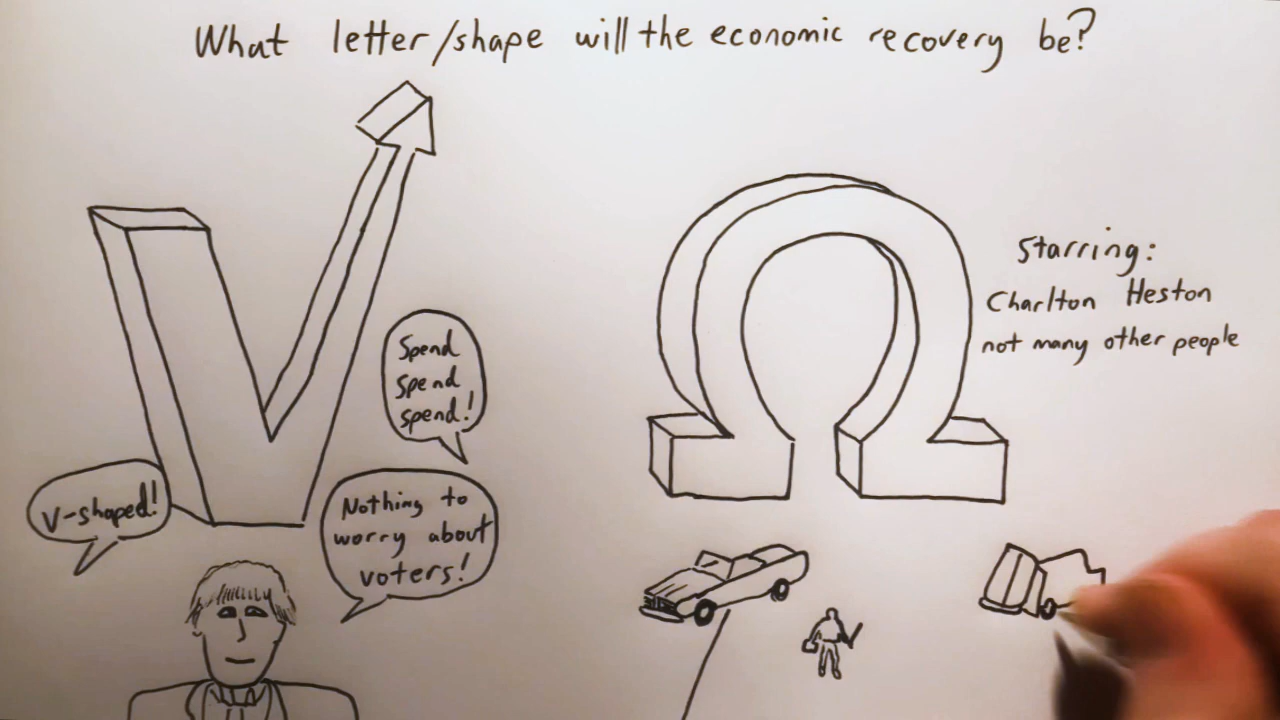 What letter/shape will the economic recovery be?
V
Ω
Starring:
Charlton Heston
not many other people
Spend
spend
spend!
V-shaped!
Nothing to
worry about
voters!